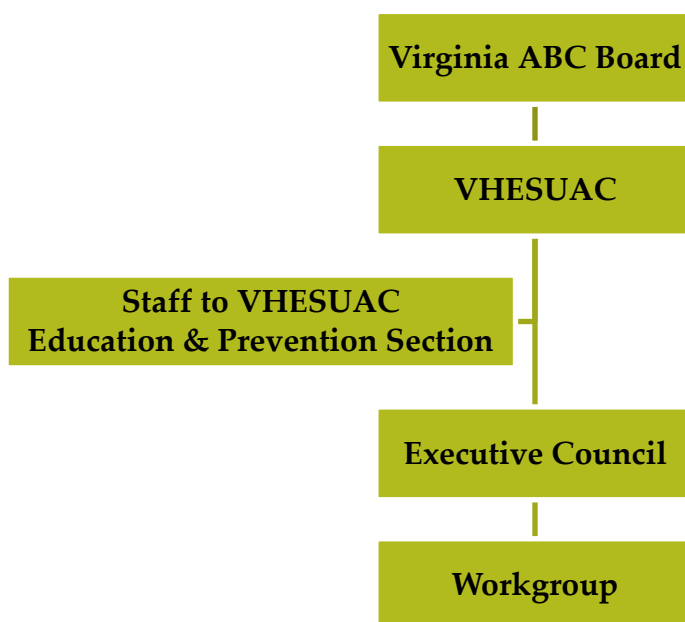 Virginia ABC Board
VHESUAC
Staff to VHESUAC
Education & Prevention Section
Executive Council
Workgroup